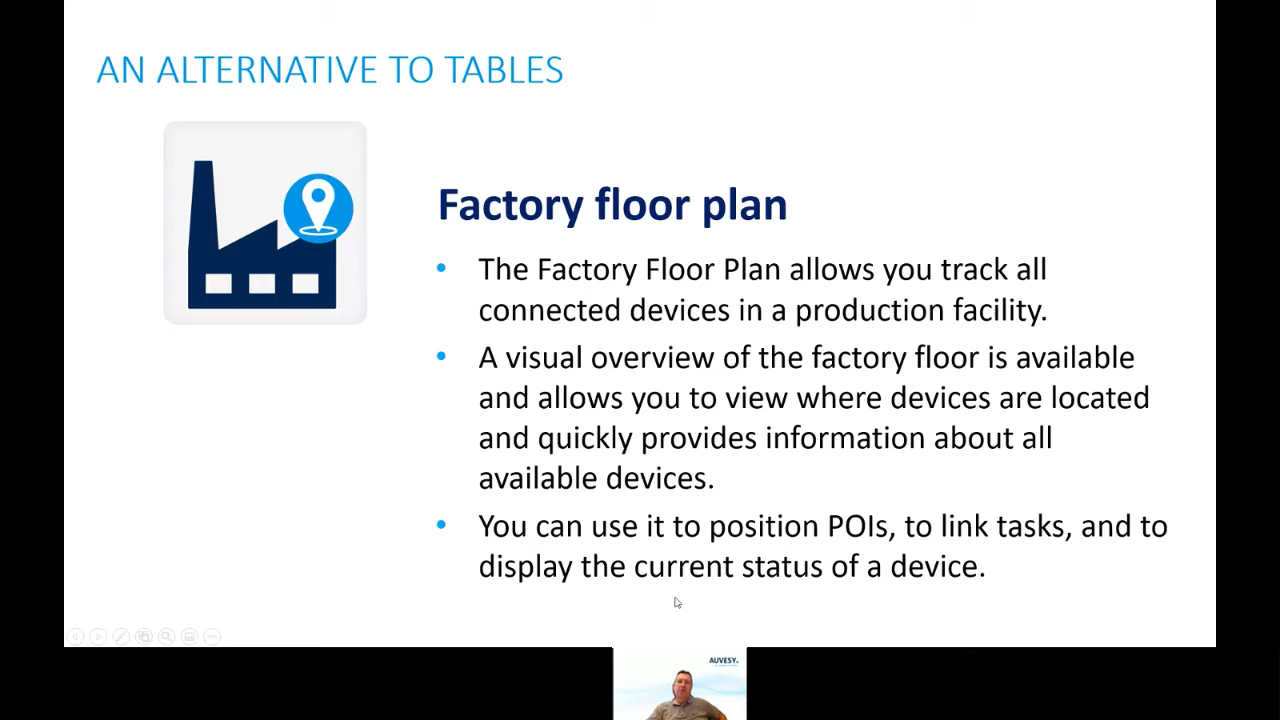 AN ALTERNATIVE TO TABLES
Factory floor plan
• The Factory Floor Plan allows you track all
connected devices in a production facility.
• A visual overview of the factory floor is available
and allows you to view where devices are located
and quickly provides information about all
available devices.
• You can use it to position POIs, to link tasks, and to
display the current status of a device.
AUVESY